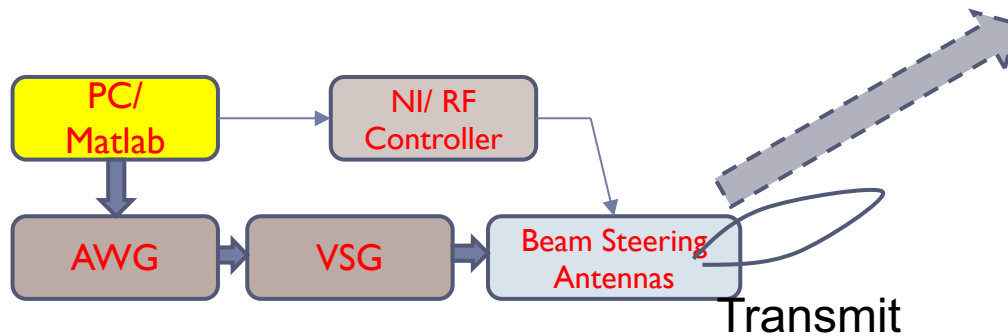 PC/
Matlab
NI/ RF
Controller
AWG
VSG
Beam Steering
Antennas
Transmit